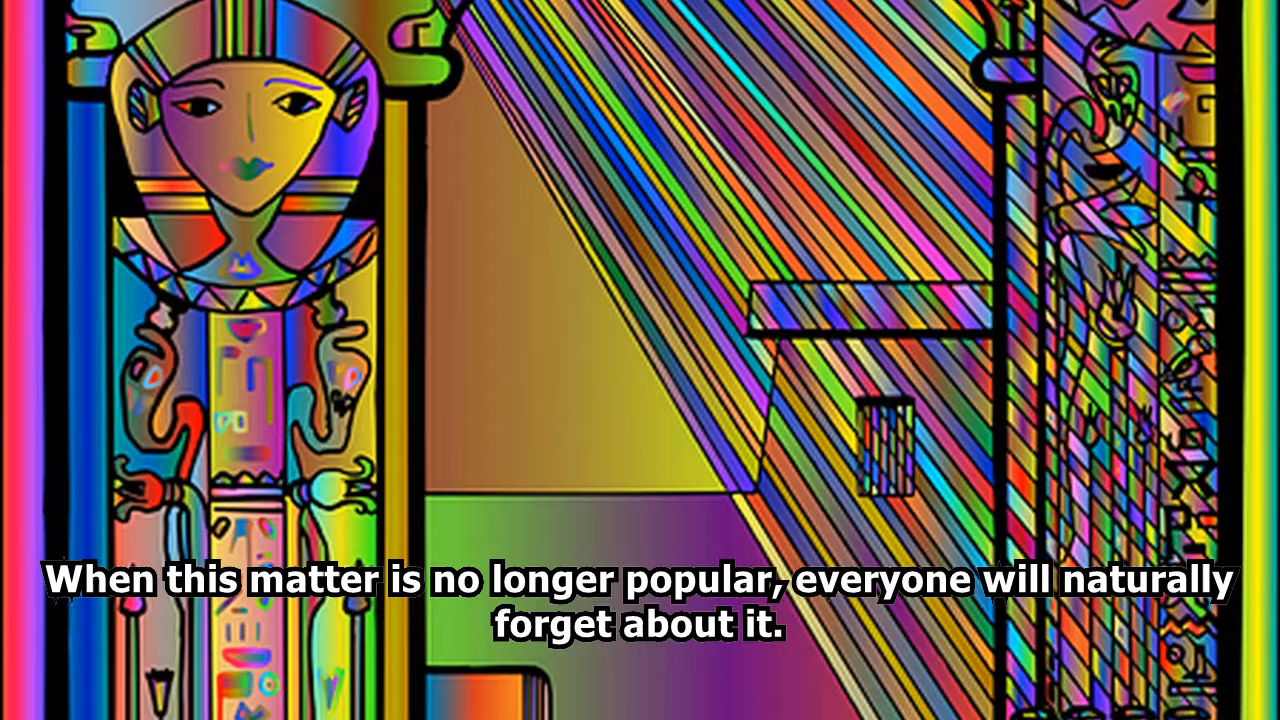 When this matter is no longer popular, everyone will naturally
forget about it.